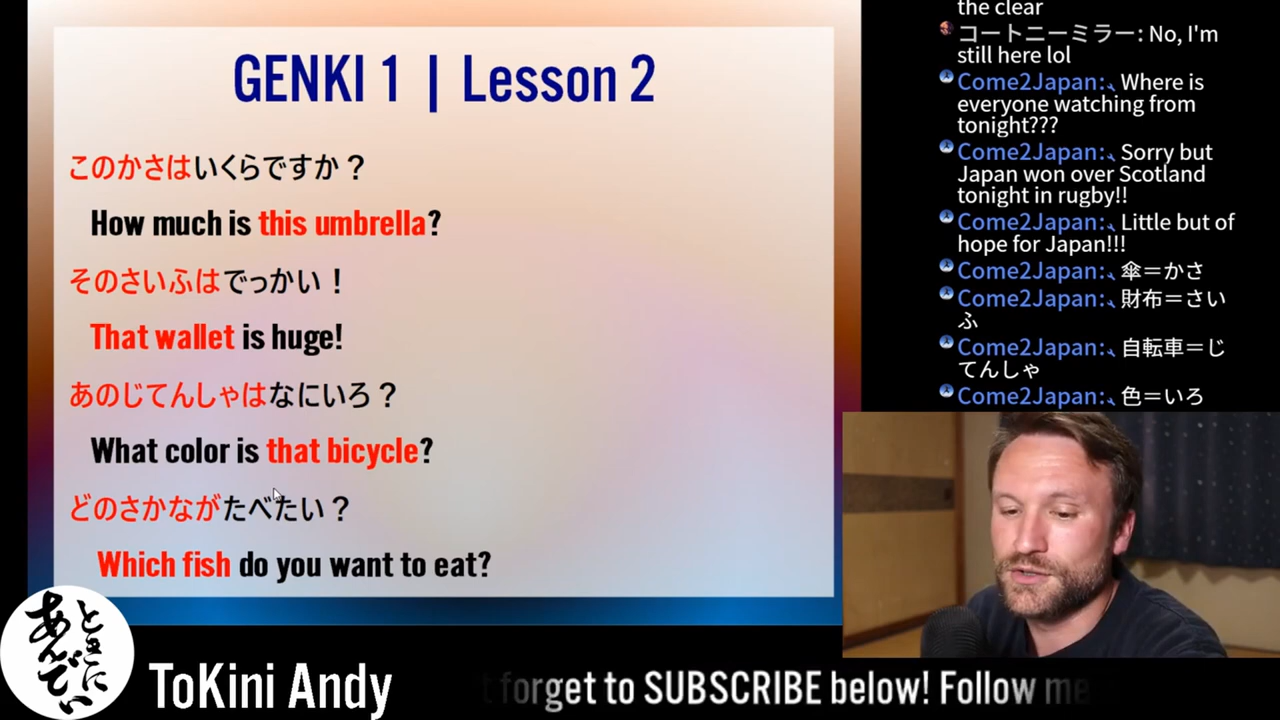 GENKI 1 | Lesson 2
このかさはいくらですか？
How much is this umbrella?
そのさいふはでっかい！
That wallet is huge!
あのじてんしゃはなにいろ？
What color is that bicycle?
どのさかながたべたい？
Which fish do you want to eat?
the clear
コートニーミラー: No, I'm
still here lol
Come2Japan: Where is
everyone watching from
tonight???
Come2Japan: Sorry but
Japan won over Scotland
tonight in rugby!!
Come2Japan: Little but of
hope for Japan!!!
Come2Japan: 傘＝かさ
Come2Japan: 財布＝さい
ふ
Come2Japan: 自転車＝じ
てんしゃ
Come2Japan: 色＝いろ
ときに
あんでぃ
ToKini Andy
t forget to SUBSCRIBE below! Follow me